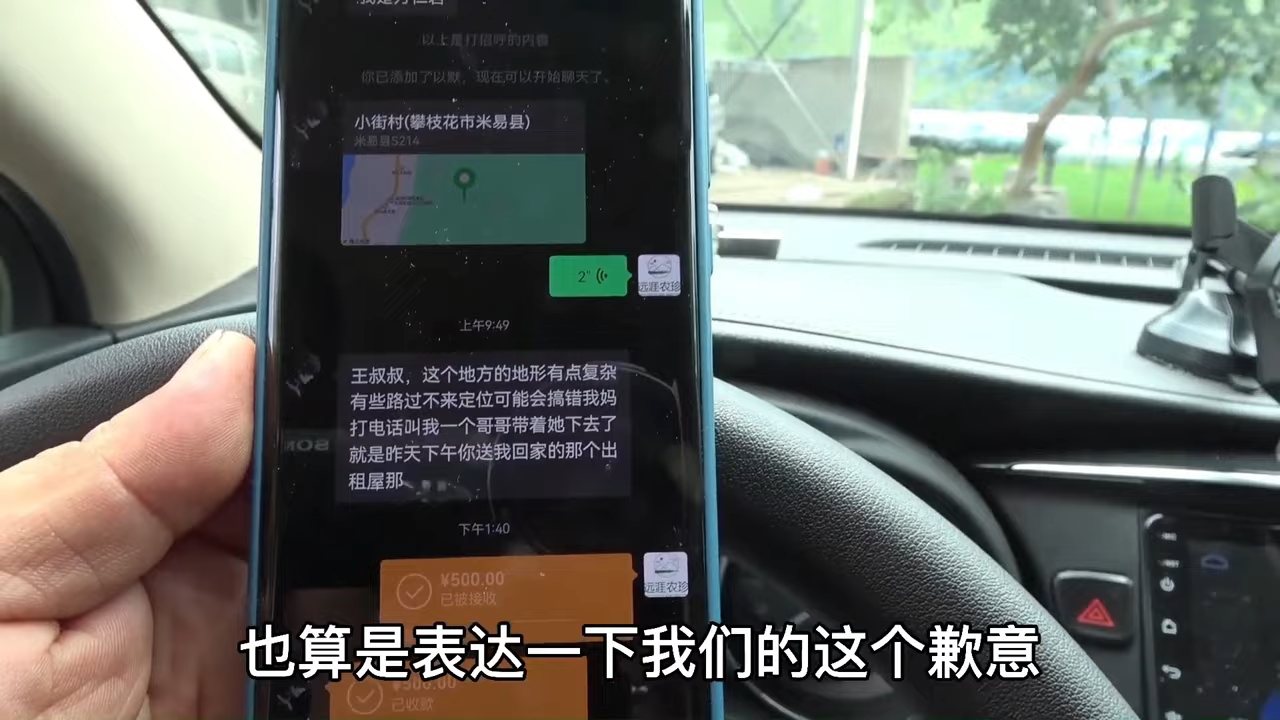 以上是打招呼的内容
你已添加了以默，现在可以开始聊天了。
小街村(攀枝花市米易县)
米易县S214
2"
远涯农珍
上午9:49
王叔叔，这个地方的地形有点复杂
有些路过不来定位可能会搞错我妈
打电话叫我一个哥哥带着她下去了
就是昨天下午你送我回家的那个出
租屋那
下午1:40
¥500.00
已被接收
远涯农珍
也算是表达一下我们的这个歉意
¥500.00
已收款